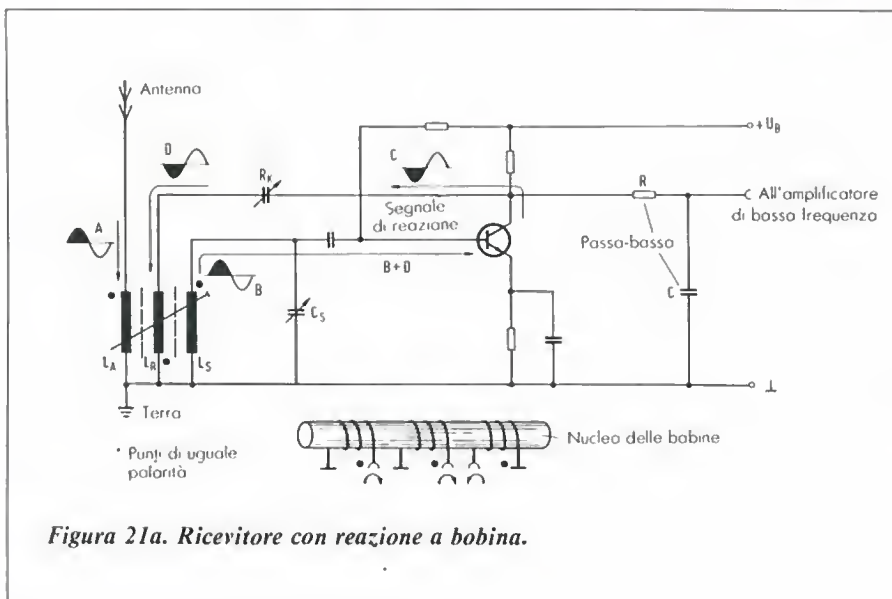 Antenna
+U_B
D
C
R_K
R
All'amplificatore
di bassa frequenza
Segnale
di reazione
A
Passa-basso
B+D
B
C_S
C
L_A
L_R
L_S
⊥
Terra
Nucleo delle bobine
• Punti di uguale
polarità
Figura 21a. Ricevitore con reazione a bobina.